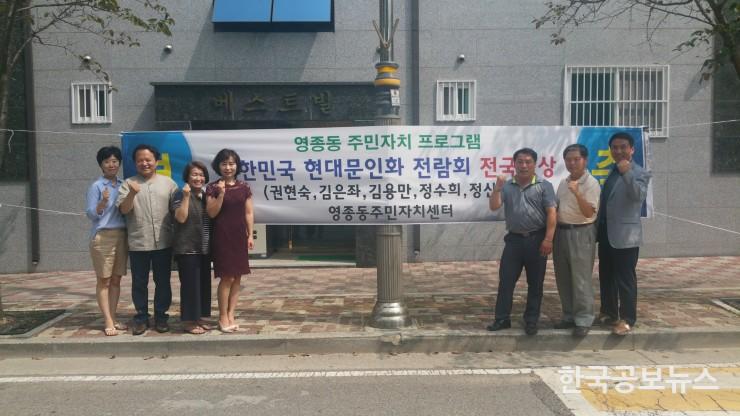 베스트빌
영종동 주민자치 프로그램
한민국 현대문인화 전람회 전국 상
(권현숙,김은좌,김용만,정수희,정산
영종동주민자치센터
한국공보뉴스